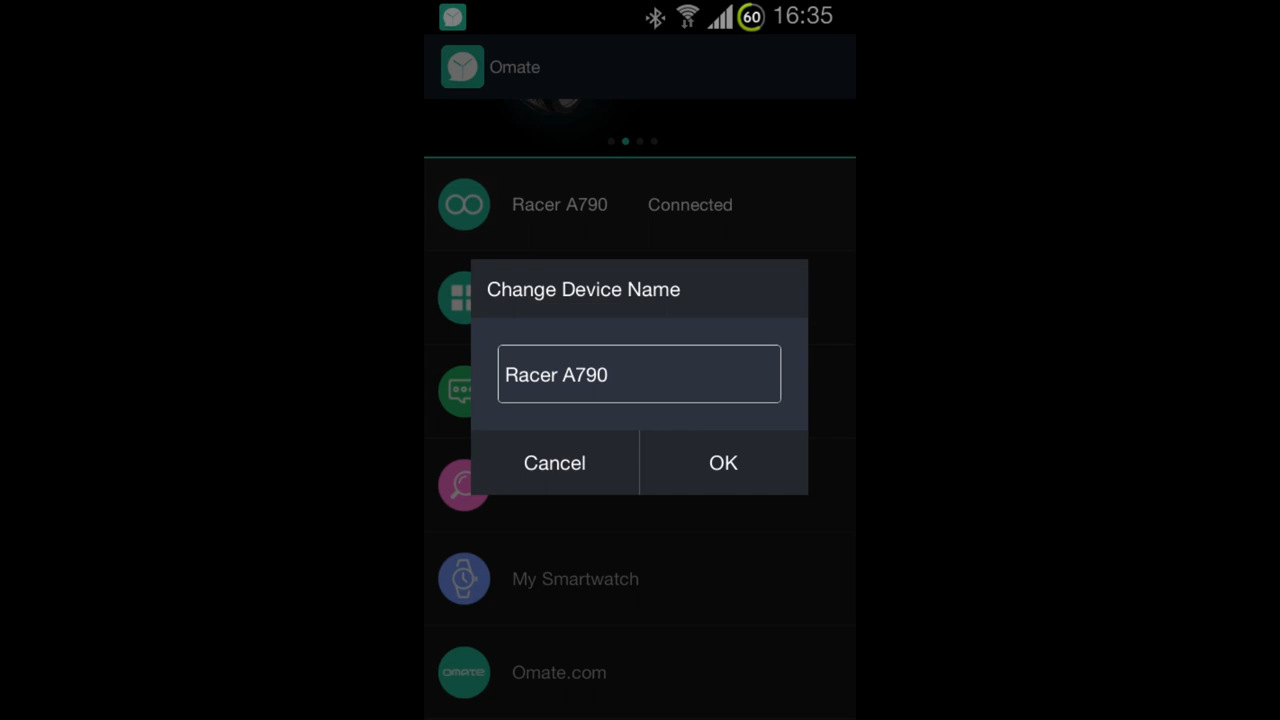 60 16:35
Omate
Racer A790 Connected
Change Device Name
Racer A790
Cancel OK
My Smartwatch
OMATE Omate.com